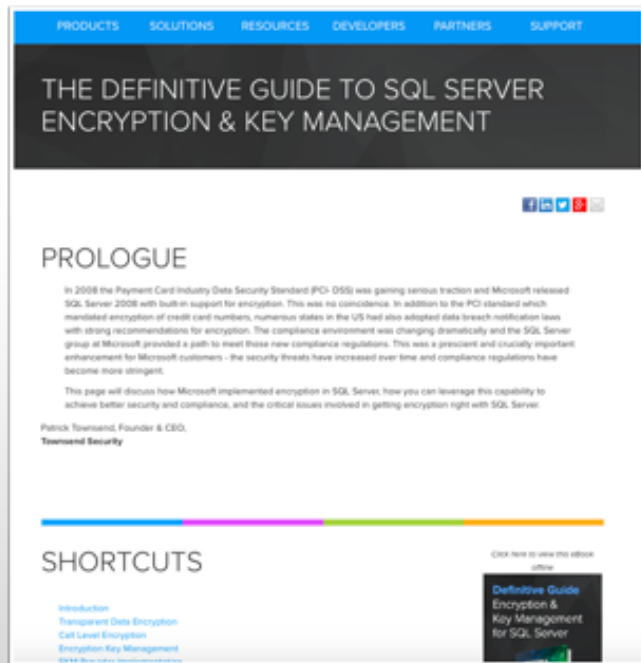 PRODUCTS SOLUTIONS RESOURCES DEVELOPERS PARTNERS SUPPORT
THE DEFINITIVE GUIDE TO SQL SERVER
ENCRYPTION & KEY MANAGEMENT
PROLOGUE
In 2008 the Payment Card Industry Data Security Standard (PCI- DSS) was gaining serious traction and Microsoft released
SQL Server 2008 with built-in support for encryption. This was no coincidence. In addition to the PCI standard which
mandated encryption of credit card numbers, numerous states in the US had also adopted data breach notification laws
with strong recommendations for encryption. The compliance environment was changing dramatically and the SQL Server
group at Microsoft provided a path to meet those new compliance regulations. This was a prescient and crucially important
enhancement for Microsoft customers - the security threats have increased over time and compliance regulations have
become more stringent.
This page will discuss how Microsoft implemented encryption in SQL Server, how you can leverage this capability to
achieve better security and compliance, and the critical issues involved in getting encryption right with SQL Server.
Patrick Townsend, Founder & CEO,
Townsend Security
SHORTCUTS
Introduction
Transparent Data Encryption
Cell Level Encryption
Encryption Key Management
EKM Provider Implementation
Click here to view this eBook
offline
Definitive Guide
Encryption &
Key Management
for SQL Server